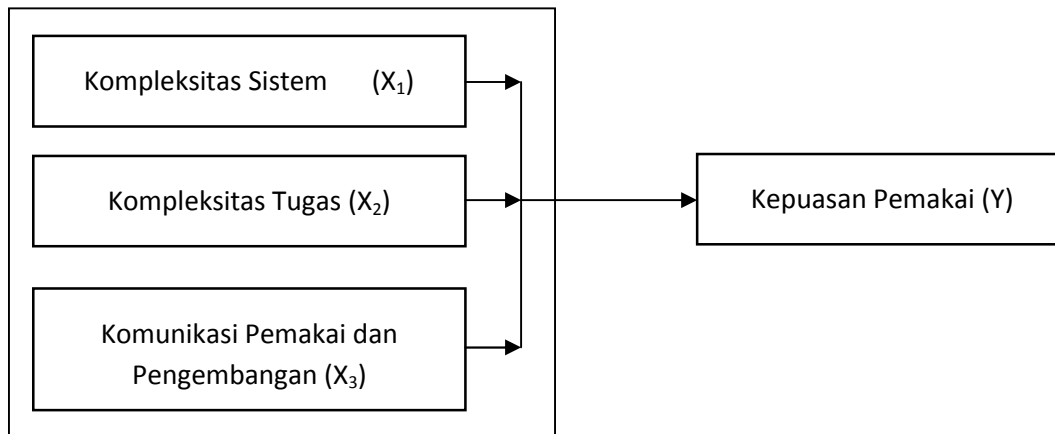 Kompleksitas Sistem (X₁)
Kompleksitas Tugas (X₂)
Kepuasan Pemakai (Y)
Komunikasi Pemakai dan
Pengembangan (X₃)